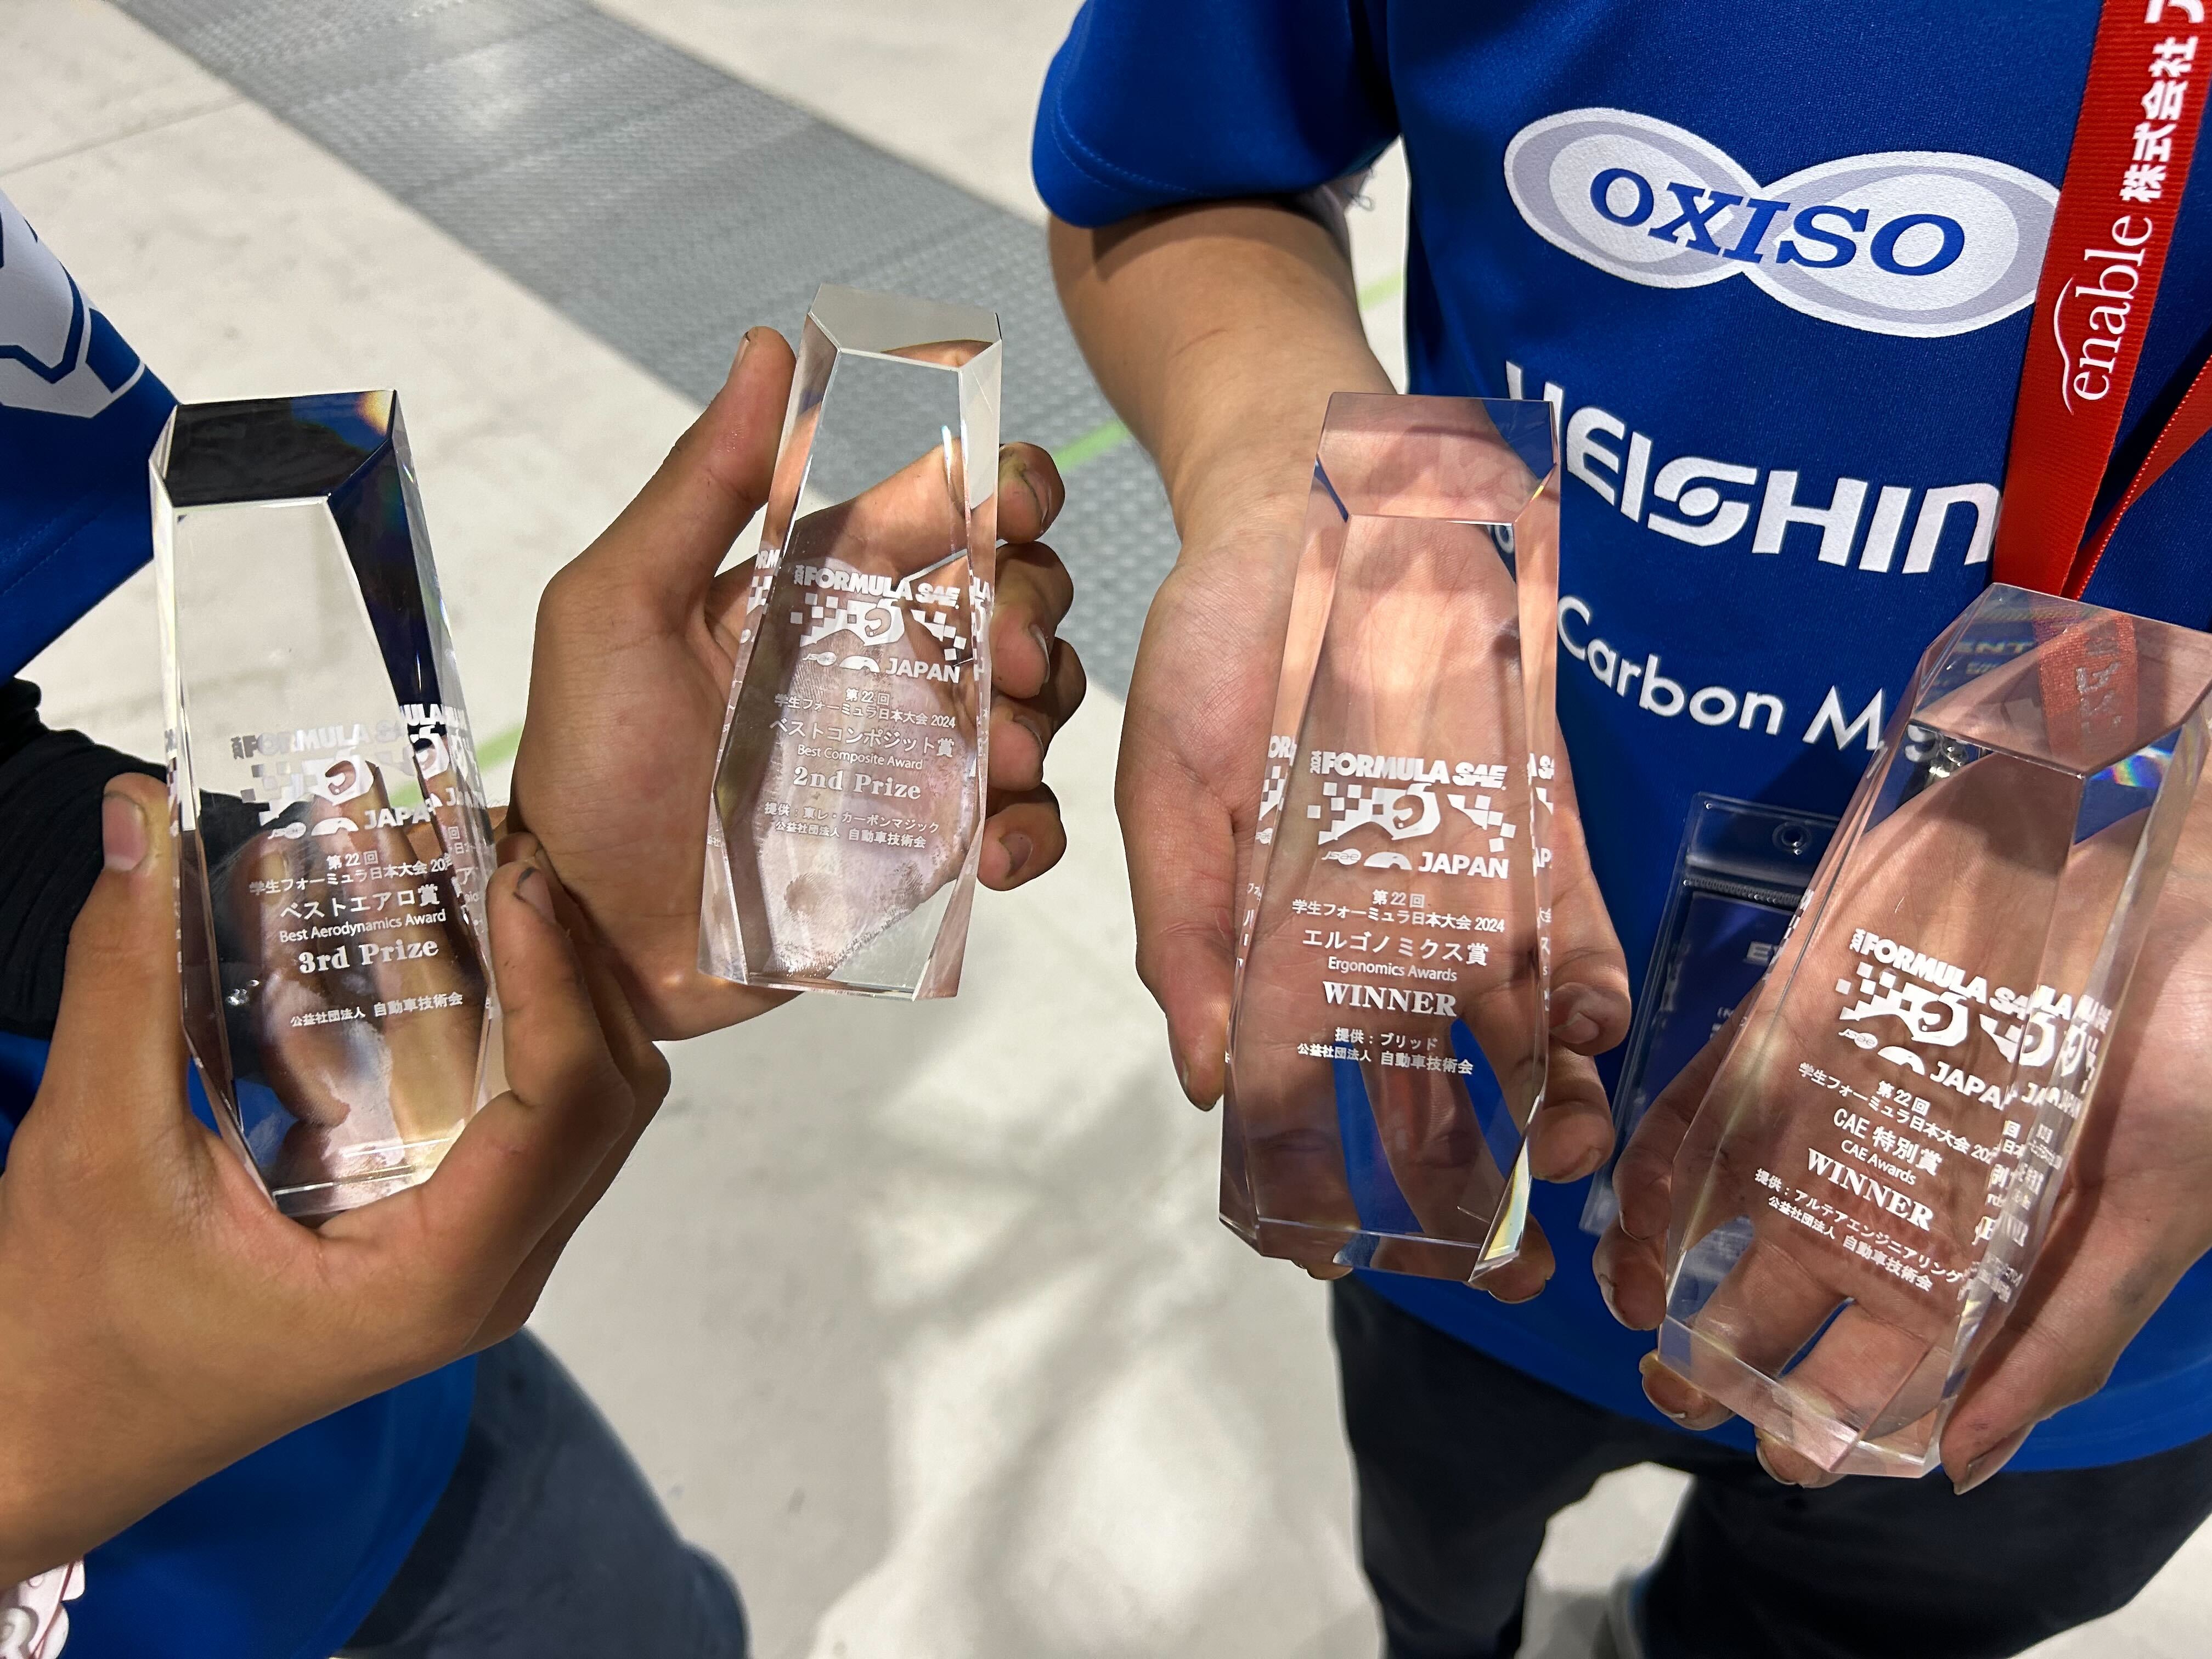 2024 FORMULA SAE
JAPAN
第22回
学生フォーミュラ日本大会 20
ベストエアロ賞
Best Aerodynamics Award
3rd Prize
公益社団法人 自動車技術会
2024 FORMULA SAE
JSAE JAPAN
第22回
学生フォーミュラ日本大会 2024
ベストコンポジット賞
Best Composite Award
2nd Prize
提供：東レ・カーボンマジック
公益社団法人 自動車技術会
2024 FORMULA SAE
JSAE JAPAN
第22回
学生フォーミュラ日本大会 2024
エルゴノミクス賞
Ergonomics Awards
WINNER
提供：ブリッド
公益社団法人 自動車技術会
2024 FORMULA SAE
JSAE JAPAN
第22回
学生フォーミュラ日本大会 202
CAE 特別賞
CAE Awards
WINNER
提供：アルテアエンジニアリング
公益社団法人 自動車技術会
OXISO
HEISHIN
Carbon M
enable 株式会社